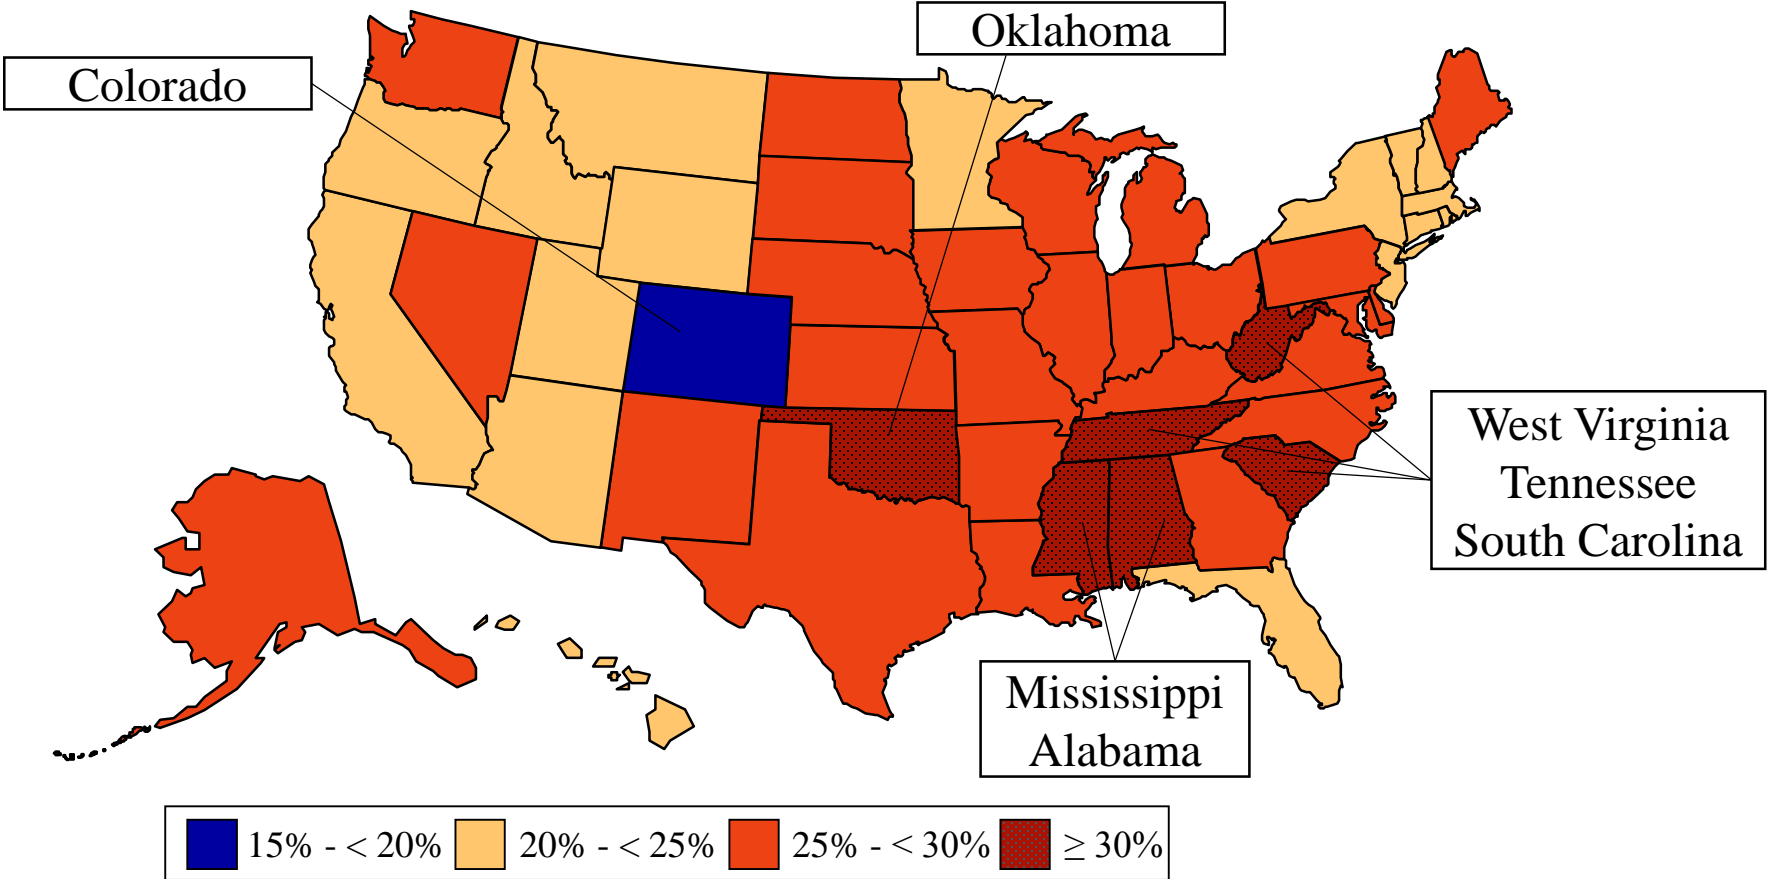 Oklahoma
Colorado
West Virginia
Tennessee
South Carolina
Mississippi
Alabama
15% - < 20% 20% - < 25% 25% - < 30% ≥ 30%